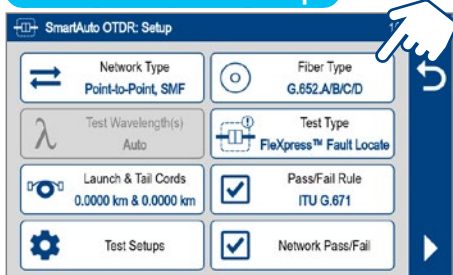 SmartAuto OTDR: Setup
Network Type
Point-to-Point, SMF
Fiber Type
G.652.A/B/C/D
Test Wavelength(s)
Auto
Test Type
FleXpress™ Fault Locate
Launch & Tail Cords
0.0000 km & 0.0000 km
Pass/Fail Rule
ITU G.671
Test Setups
Network Pass/Fail